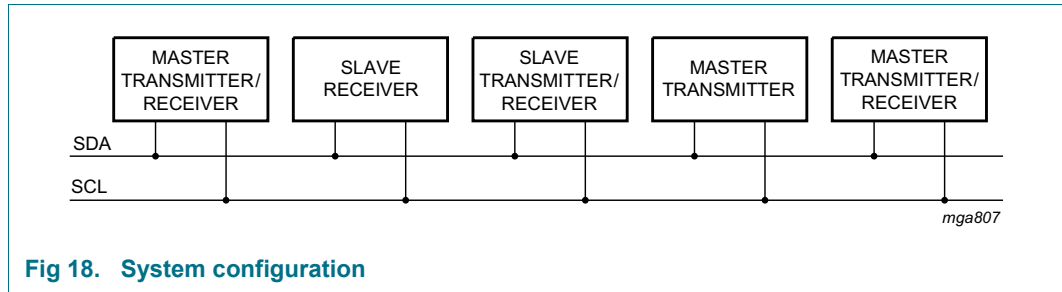 MASTER
TRANSMITTER/
RECEIVER
SLAVE
RECEIVER
SLAVE
TRANSMITTER/
RECEIVER
MASTER
TRANSMITTER
MASTER
TRANSMITTER/
RECEIVER
SDA
SCL
mga807
Fig 18. System configuration